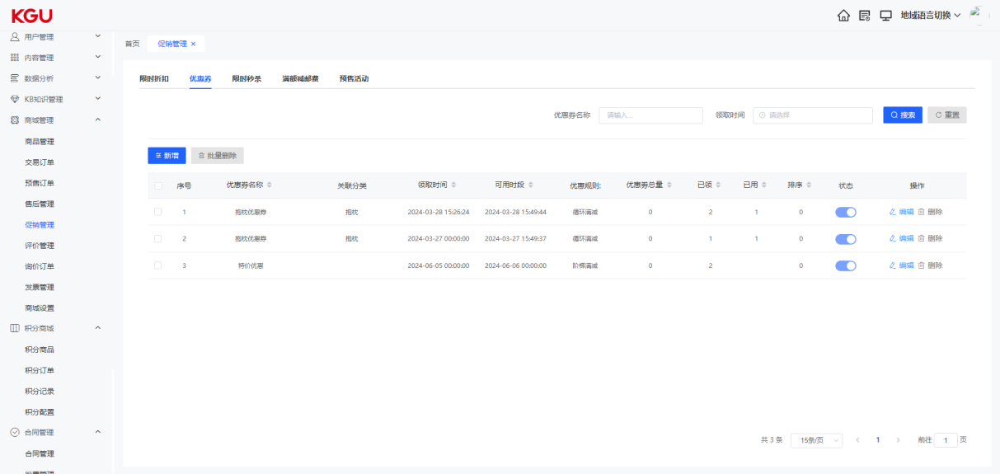 KGU
地域语言切换
用户管理
内容管理
数据分析
KB知识管理
商城管理
商品管理
交易订单
预售订单
售后管理
促销管理
评价管理
询价订单
发票管理
商城设置
积分商城
积分商品
积分订单
积分记录
积分配置
合同管理
合同管理
发票管理
首页 促销管理 ×
限时折扣 优惠券 限时秒杀 满额减邮费 预售活动
优惠券名称 请输入... 领取时间 请选择 搜索 重置
新增 批量删除
序号 优惠券名称 关联分类 领取时间 可用时段 优惠规则: 优惠券总量 已领 已用 排序 状态 操作
1 抱枕优惠券 抱枕 2024-03-28 15:26:24 2024-03-28 15:49:44 循环满减 0 2 1 0 编辑 删除
2 抱枕优惠券 抱枕 2024-03-27 00:00:00 2024-03-27 15:49:37 循环满减 0 1 1 0 编辑 删除
3 特价优惠 2024-06-05 00:00:00 2024-06-06 00:00:00 阶梯满减 0 2 0 编辑 删除
共 3 条 15条/页 < 1 > 前往 1 页